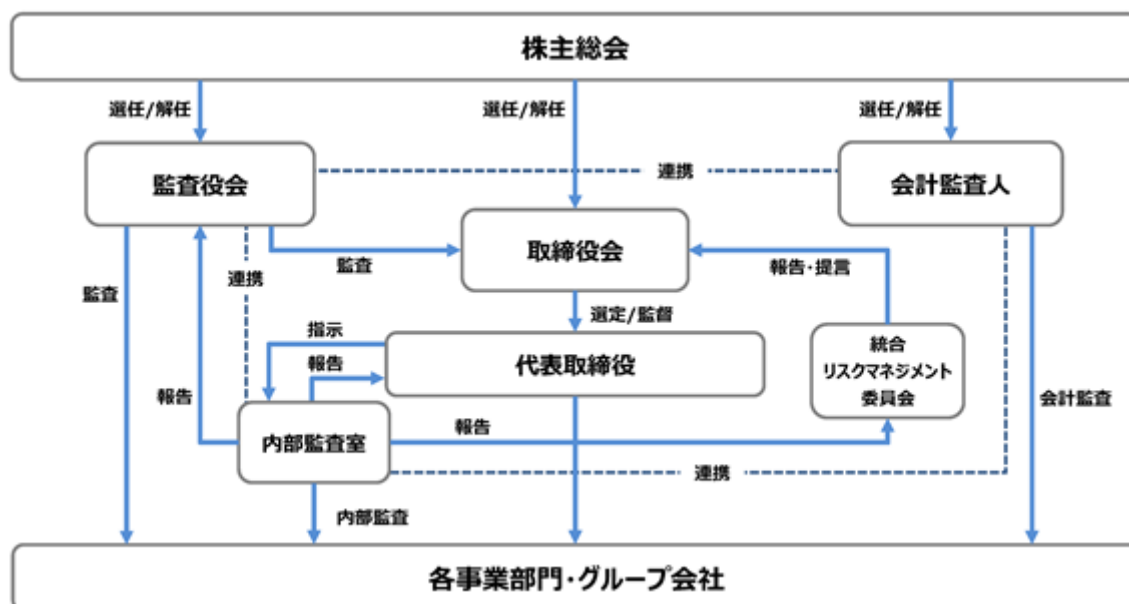 株主総会
選任/解任
選任/解任
選任/解任
監査役会
連携
会計監査人
取締役会
監査
連携
監査
報告・提言
選定/監督
指示
代表取締役
統合
リスクマネジメント
委員会
報告
報告
内部監査室
報告
会計監査
連携
内部監査
各事業部門・グループ会社